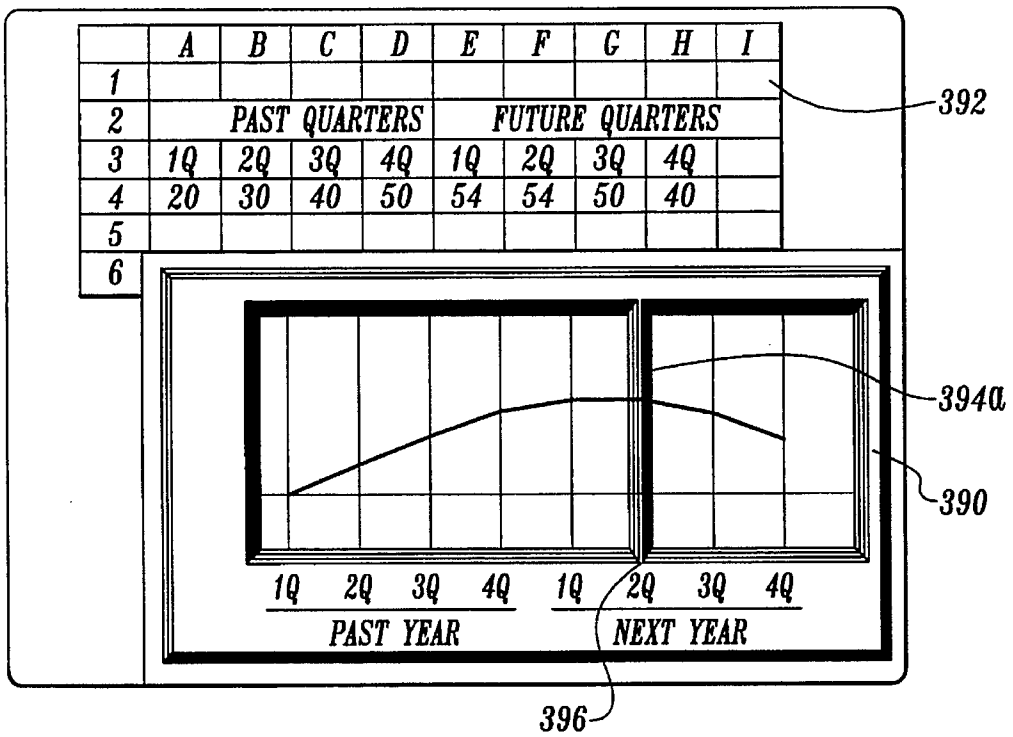 A B C D E F G H I
1
392
2 PAST QUARTERS FUTURE QUARTERS
3 1Q 2Q 3Q 4Q 1Q 2Q 3Q 4Q
4 20 30 40 50 54 54 50 40
5
6
394a
390
1Q 2Q 3Q 4Q 1Q 2Q 3Q 4Q
PAST YEAR NEXT YEAR
396